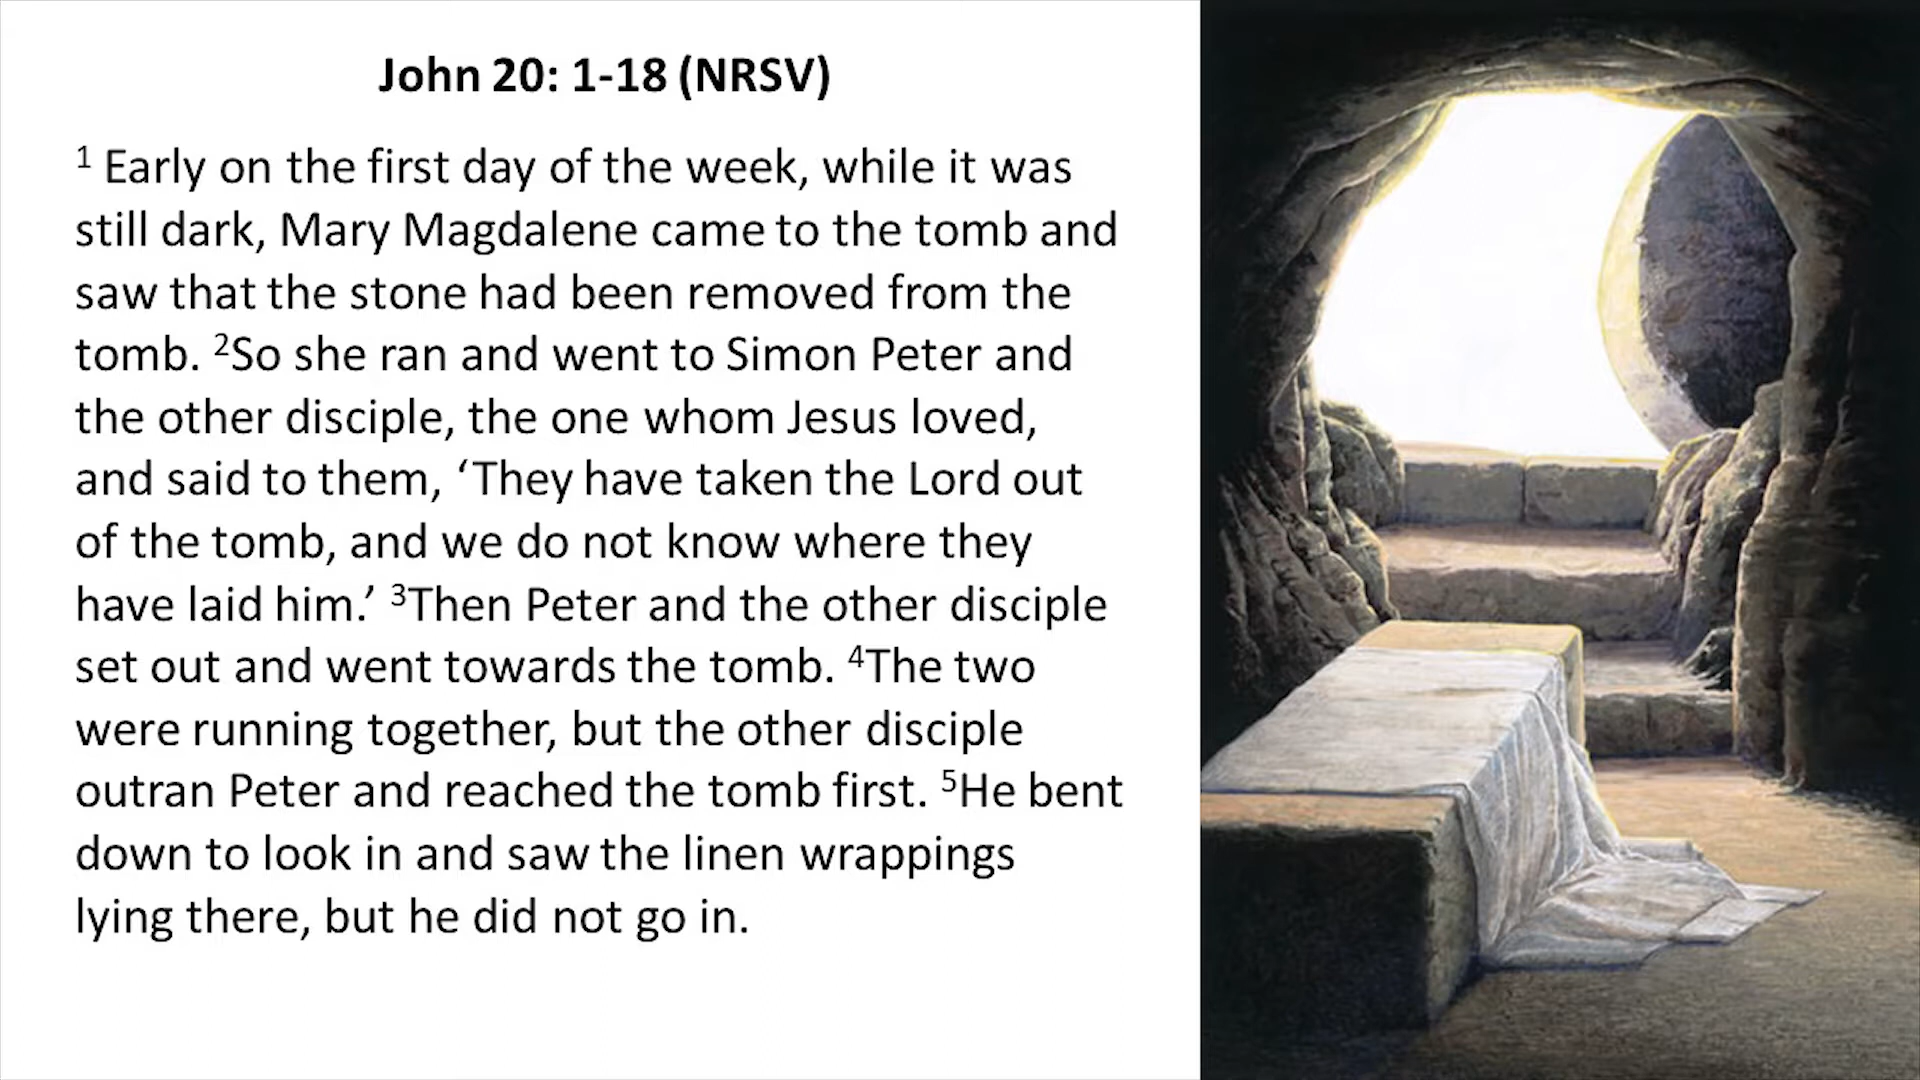 John 20: 1-18 (NRSV)
¹ Early on the first day of the week, while it was
still dark, Mary Magdalene came to the tomb and
saw that the stone had been removed from the
tomb. ²So she ran and went to Simon Peter and
the other disciple, the one whom Jesus loved,
and said to them, ‘They have taken the Lord out
of the tomb, and we do not know where they
have laid him.’ ³Then Peter and the other disciple
set out and went towards the tomb. ⁴The two
were running together, but the other disciple
outran Peter and reached the tomb first. ⁵He bent
down to look in and saw the linen wrappings
lying there, but he did not go in.